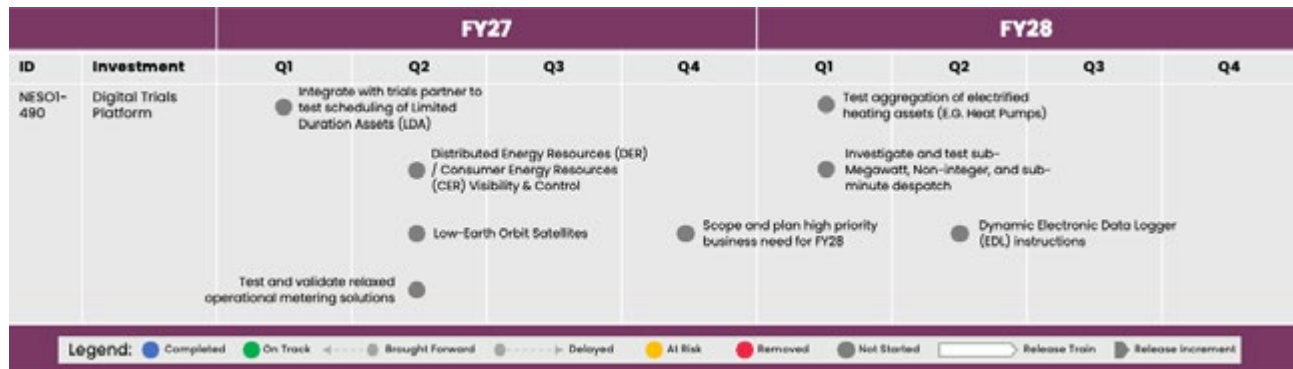 FY27 FY28
ID Investment Q1 Q2 Q3 Q4 Q1 Q2 Q3 Q4
NESO1-
490
Digital Trials
Platform
Integrate with trials partner to
test scheduling of Limited
Duration Assets (LDA)
Test aggregation of electrified
heating assets (E.G. Heat Pumps)
Distributed Energy Resources (DER)
/ Consumer Energy Resources
(CER) Visibility & Control
Investigate and test sub-
Megawatt, Non-integer, and sub-
minute despatch
Low-Earth Orbit Satellites
Scope and plan high priority
business need for FY28
Dynamic Electronic Data Logger
(EDL) instructions
Test and validate relaxed
operational metering solutions
Legend: Completed On Track Brought Forward Delayed At Risk Removed Not Started Release Train Release Increment